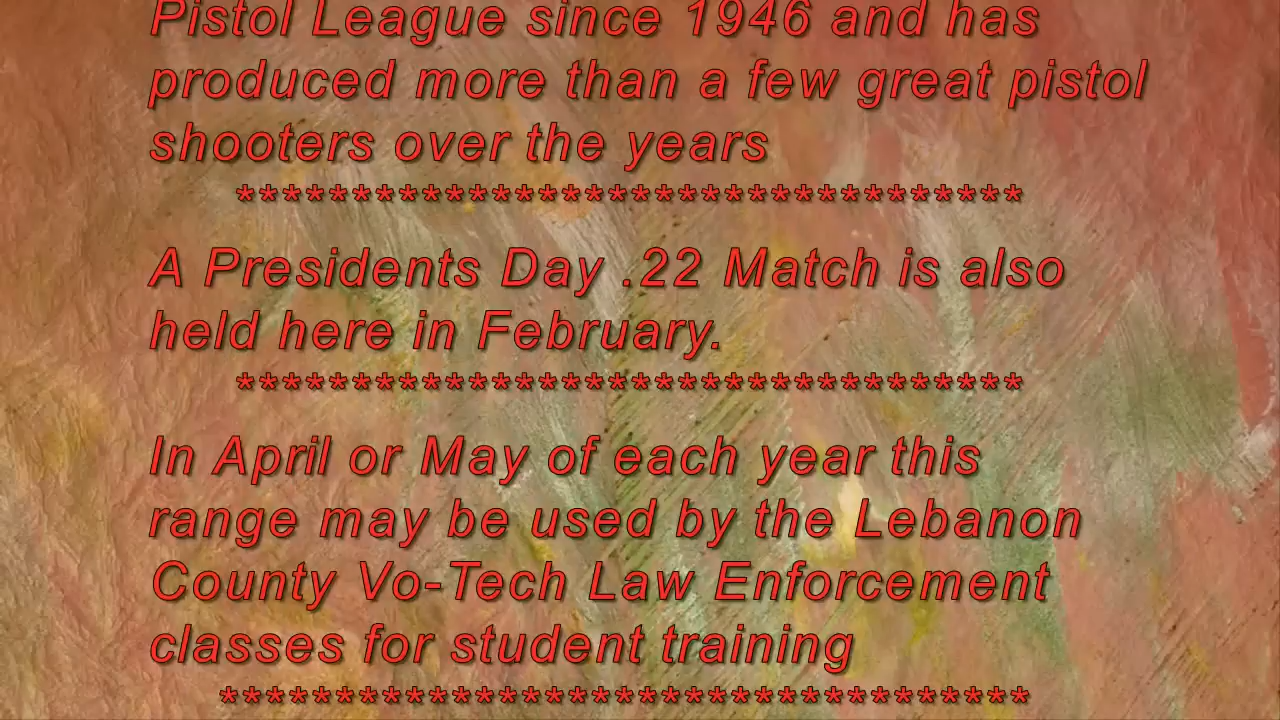 Pistol League since 1946 and has
produced more than a few great pistol
shooters over the years
**********************************
A Presidents Day .22 Match is also
held here in February.
**********************************
In April or May of each year this
range may be used by the Lebanon
County Vo-Tech Law Enforcement
classes for student training
***********************************